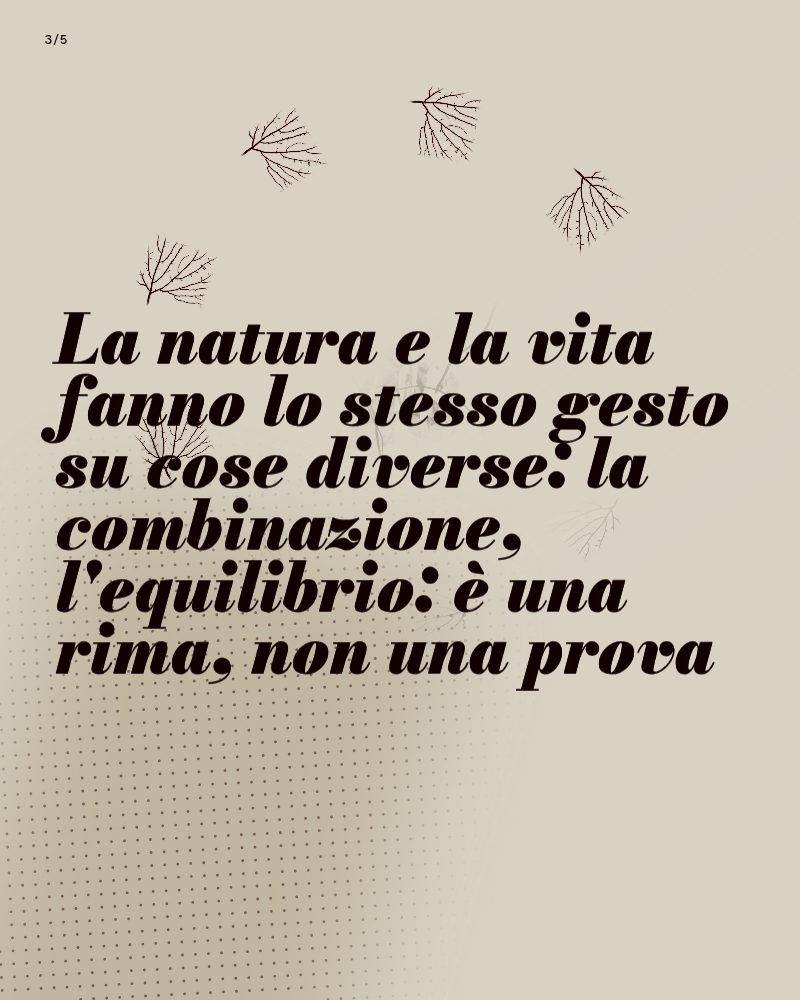 3/5
La natura e la vita
fanno lo stesso gesto
su cose diverse: la
combinazione,
l'equilibrio: è una
rima, non una prova